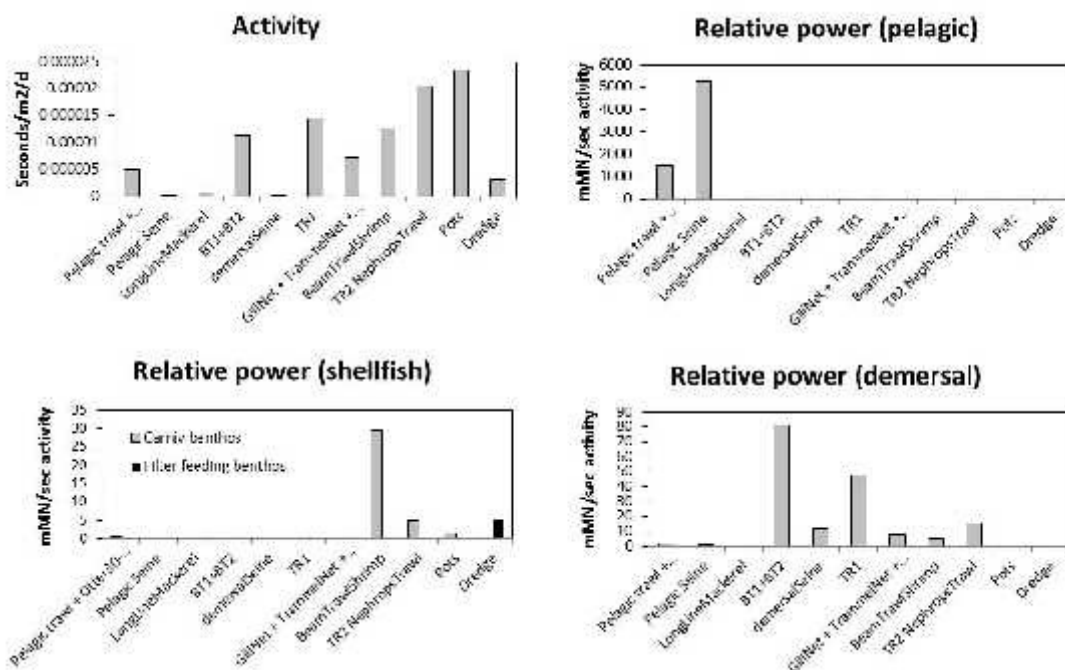 Activity
Seconds/m2/d
0.000025
0.00002
0.000015
0.00001
0.000005
0
Pelagic trawl +...
Pelagic Seine
LongLineMackerel
BT1+BT2
demersalSeine
TR1
GillNet + TrammelNet +...
BeamTrawlShrimp
TR2 NephropsTrawl
Pots
Dredge
Relative power (pelagic)
mMN/sec activity
6000
5000
4000
3000
2000
1000
0
Pelagic trawl +...
Pelagic Seine
LongLineMackerel
BT1+BT2
demersalSeine
TR1
GillNet + TrammelNet +...
BeamTrawlShrimp
TR2 NephropsTrawl
Pots
Dredge
Relative power (shellfish)
mMN/sec activity
35
30
25
20
15
10
5
0
Carniv benthos
Filter feeding benthos
Pelagic trawl + Otter30-...
Pelagic Seine
LongLineMackerel
BT1+BT2
demersalSeine
TR1
GillNet + TrammelNet +...
BeamTrawlShrimp
TR2 NephropsTrawl
Pots
Dredge
Relative power (demersal)
mMN/sec activity
90
80
70
60
50
40
30
20
10
0
Pelagic trawl +...
Pelagic Seine
LongLineMackerel
BT1+BT2
demersalSeine
TR1
GillNet + TrammelNet +...
BeamTrawlShrimp
TR2 NephropsTrawl
Pots
Dredge